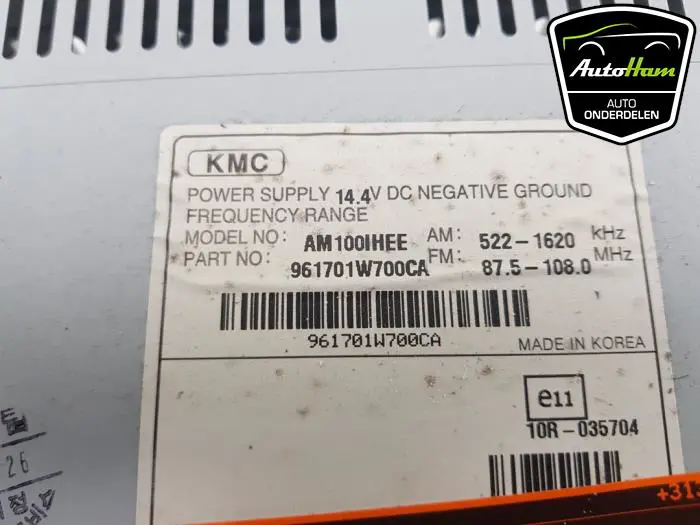 AutoHam
AUTO
ONDERDELEN
KMC
POWER SUPPLY 14.4V DC NEGATIVE GROUND
FREQUENCY RANGE
MODEL NO: AM100IHEE AM: 522-1620 kHz
PART NO: 961701W700CA FM: 87.5-108.0 MHz
961701W700CA
MADE IN KOREA
e11
10R-035704
26
+31